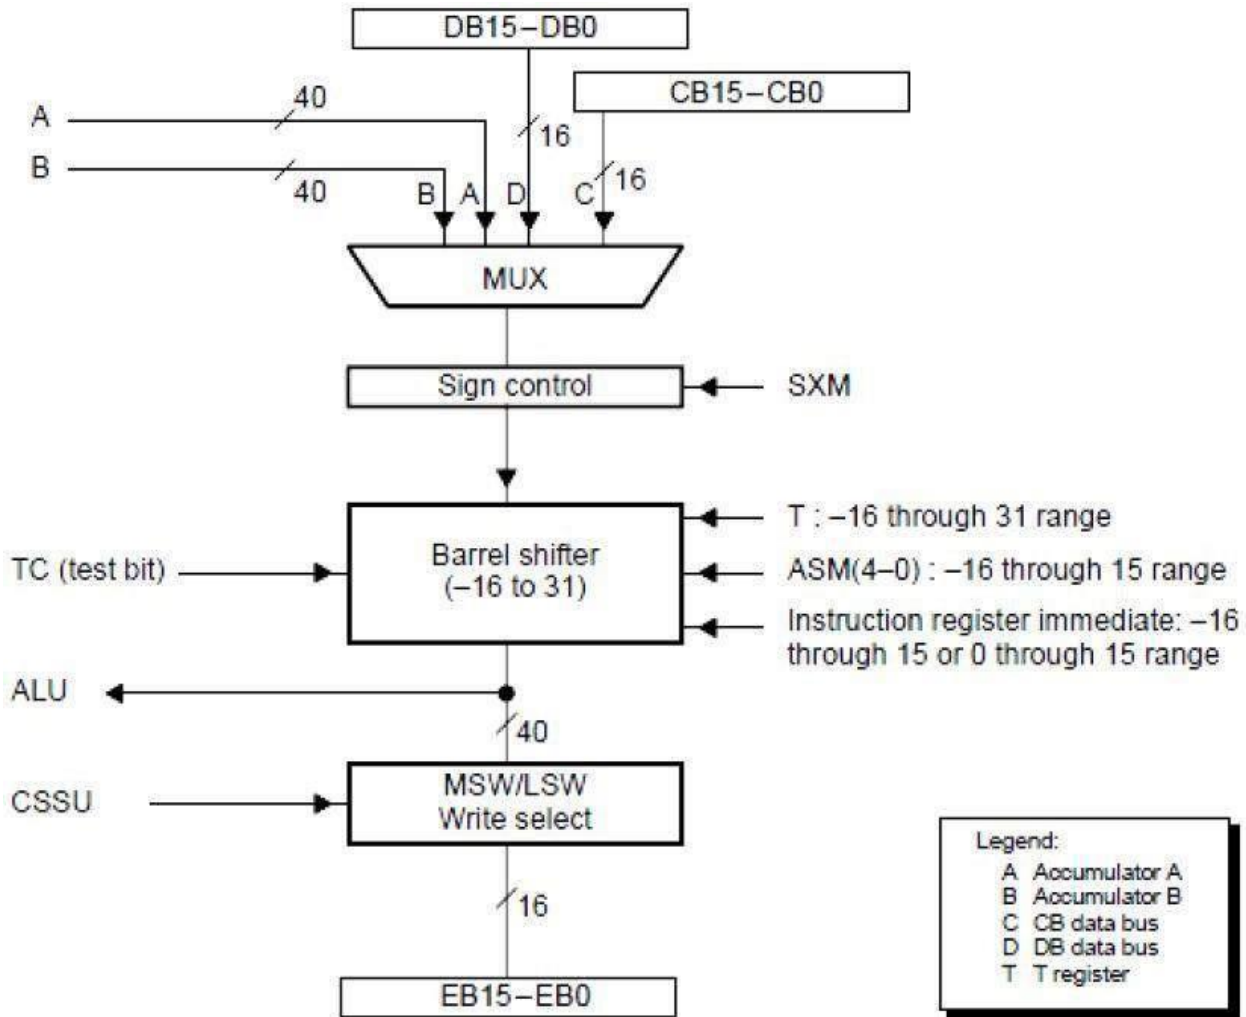 DB15–DB0
CB15–CB0
A
40
16
B
40
16
B A D C
MUX
Sign control
SXM
T : –16 through 31 range
TC (test bit)
Barrel shifter
(–16 to 31)
ASM(4–0) : –16 through 15 range
Instruction register immediate: –16
through 15 or 0 through 15 range
ALU
40
CSSU
MSW/LSW
Write select
16
EB15–EB0
Legend:
A Accumulator A
B Accumulator B
C CB data bus
D DB data bus
T T register